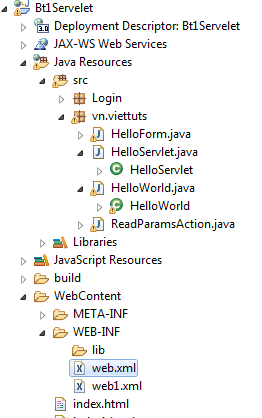 Bt1Servelet
Deployment Descriptor: Bt1Servelet
3.0
JAX-WS Web Services
Java Resources
src
Login
vn.viettuts
HelloForm.java
HelloServlet.java
HelloServlet
HelloWorld.java
HelloWorld
ReadParamsAction.java
Libraries
JavaScript Resources
build
WebContent
META-INF
WEB-INF
lib
web.xml
web1.xml
index.html